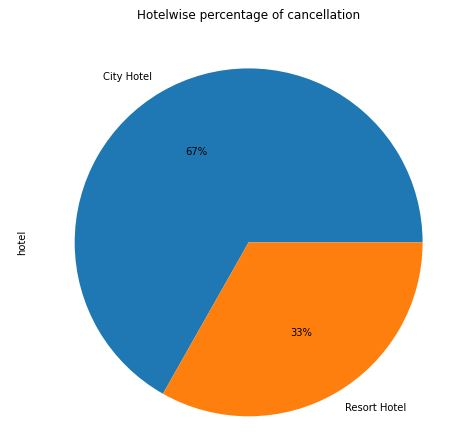 Hotelwise percentage of cancellation
City Hotel
67%
hotel
33%
Resort Hotel